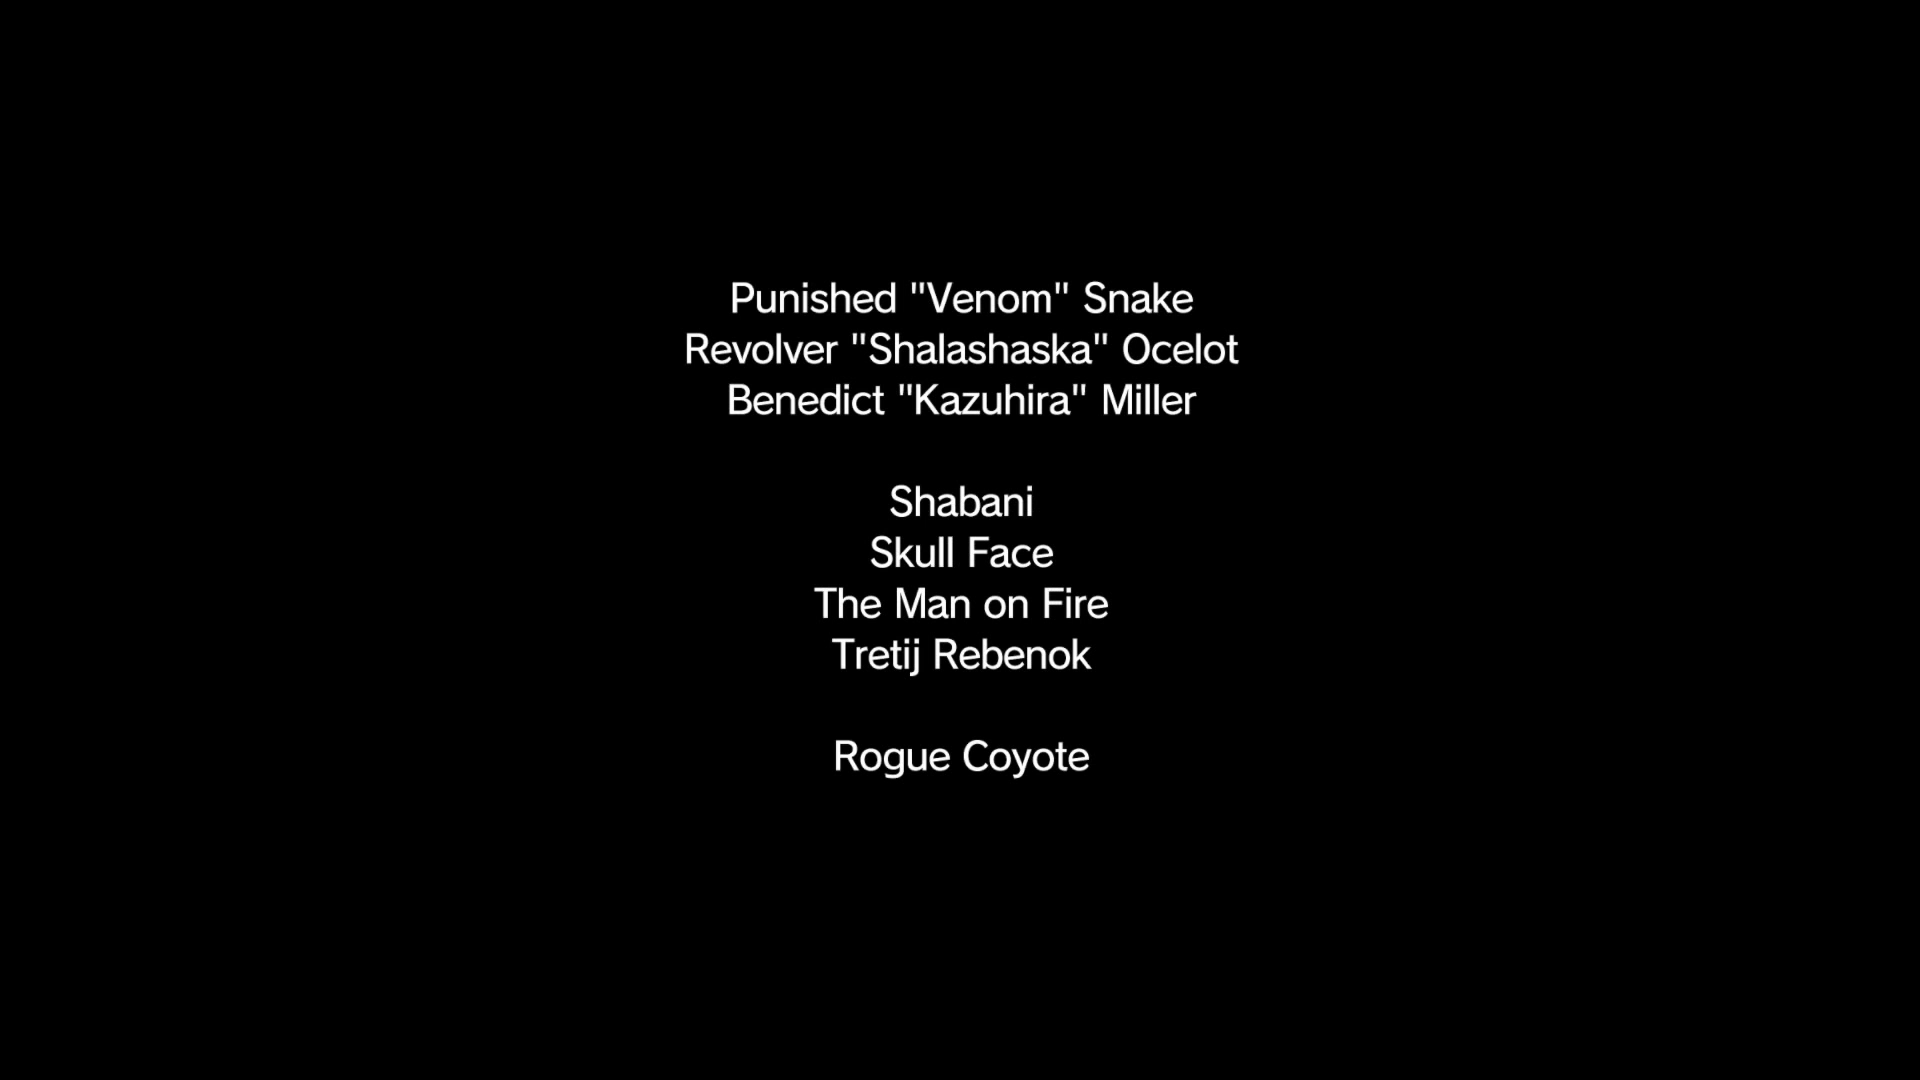 Punished "Venom" Snake
Revolver "Shalashaska" Ocelot
Benedict "Kazuhira" Miller
Shabani
Skull Face
The Man on Fire
Tretij Rebenok
Rogue Coyote